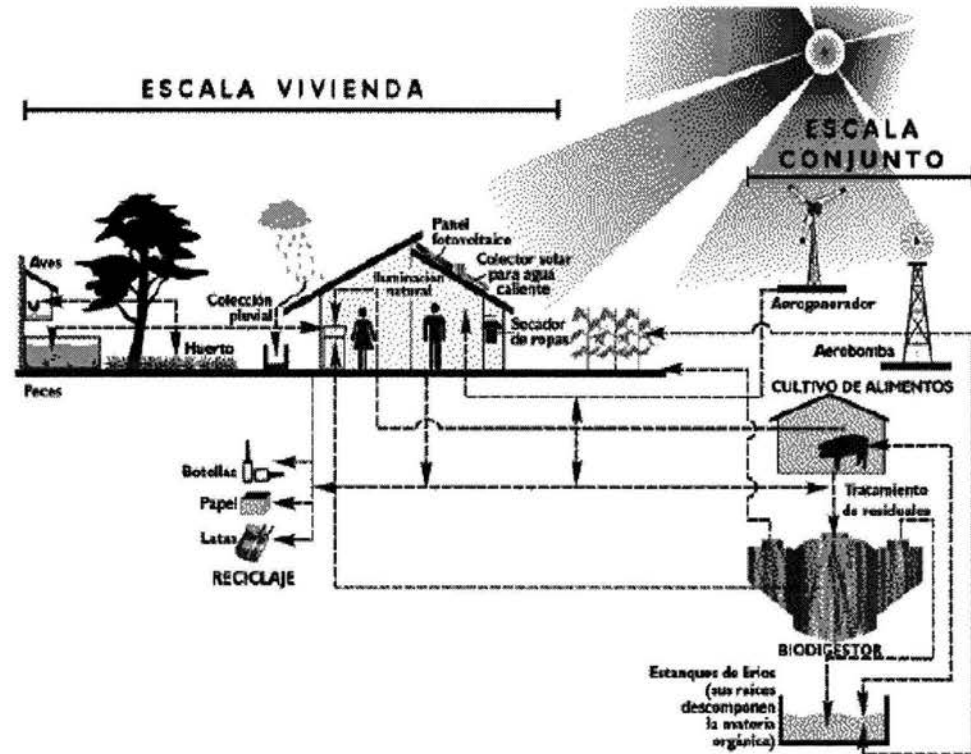 ESCALA VIVIENDA
ESCALA
CONJUNTO
Panel
fotovoltaico
Colector solar
para agua
caliente
Iluminación
natural
Aves
Colección
pluvial
Secador
de ropas
Huerto
Peces
Aerogenerador
Aerobomba
CULTIVO DE ALIMENTOS
Botellas
Papel
Latas
RECICLAJE
Tratamiento
de residuales
BIODIGESTOR
Estanques de lirios
(sus raíces
descomponen
la materia
orgánica)